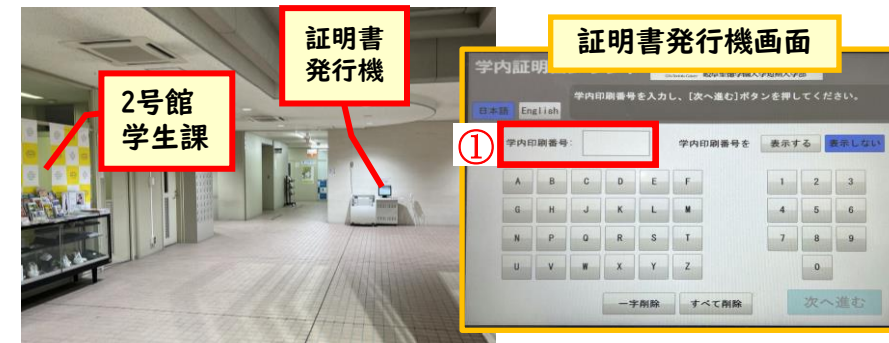 2号館
学生課
証明書
発行機
証明書発行機画面
学内証明
学内印刷番号を入力し、[次へ進む]ボタンを押してください。
日本語 English
①
学内印刷番号:
学内印刷番号を 表示する 表示しない
A B C D E F 1 2 3
G H J K L M 4 5 6
N P Q R S T 7 8 9
U V W X Y Z 0
一字削除 すべて削除 次へ進む